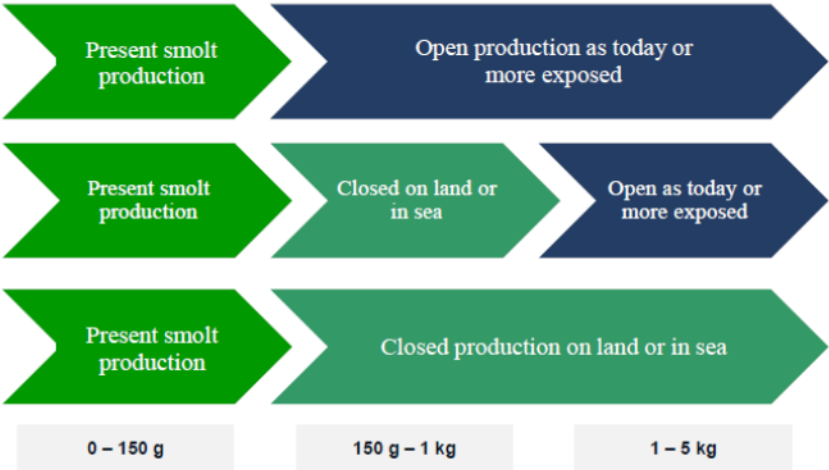 Present smolt
production
Open production as today or
more exposed
Present smolt
production
Closed on land or
in sea
Open as today or
more exposed
Present smolt
production
Closed production on land or in sea
0 – 150 g
150 g – 1 kg
1 – 5 kg